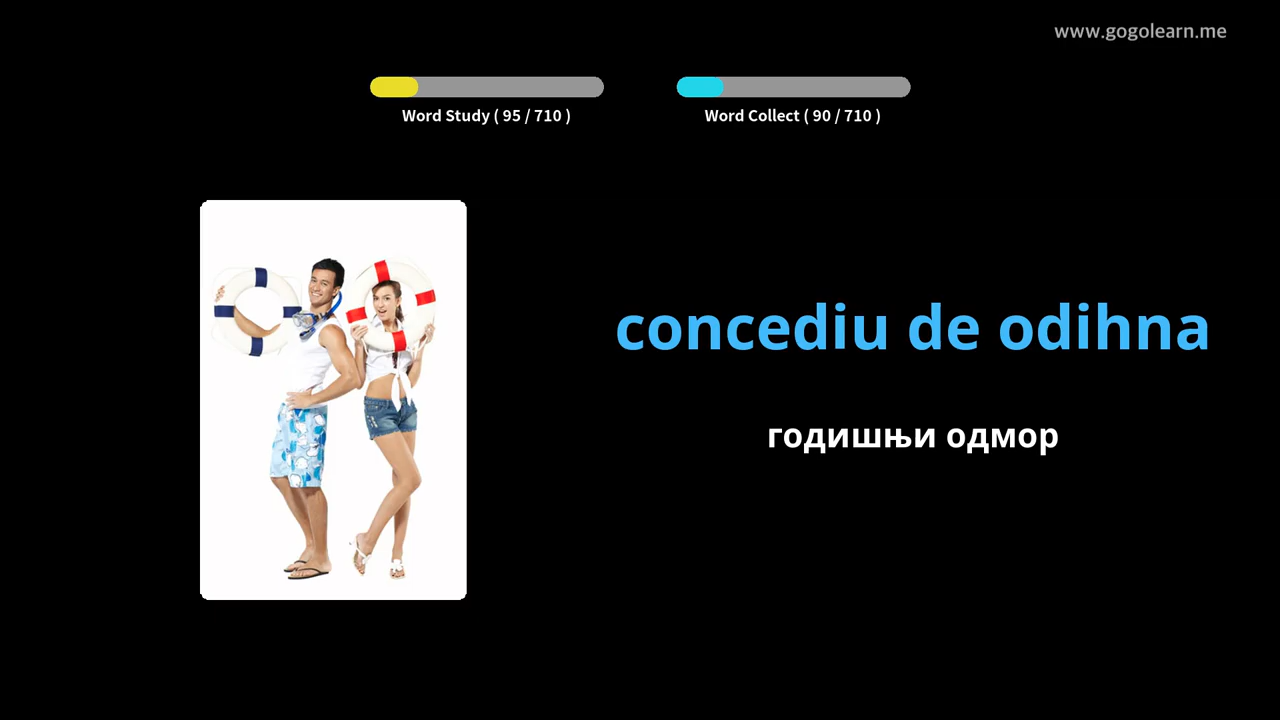 www.gogolearn.me
Word Study ( 95 / 710 )
Word Collect ( 90 / 710 )
concediu de odihna
годишњи одмор